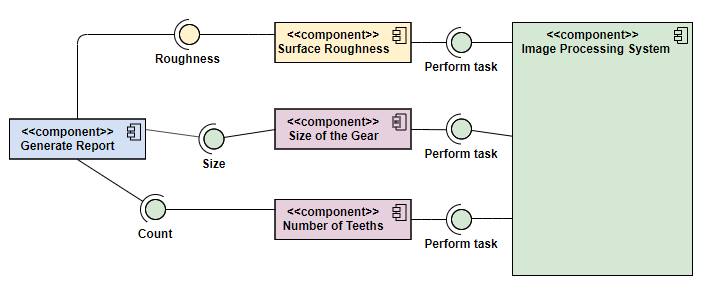 <<component>>
Surface Roughness
<<component>>
Image Processing System
Roughness
Perform task
<<component>>
Generate Report
<<component>>
Size of the Gear
Size
Perform task
<<component>>
Number of Teeths
Count
Perform task